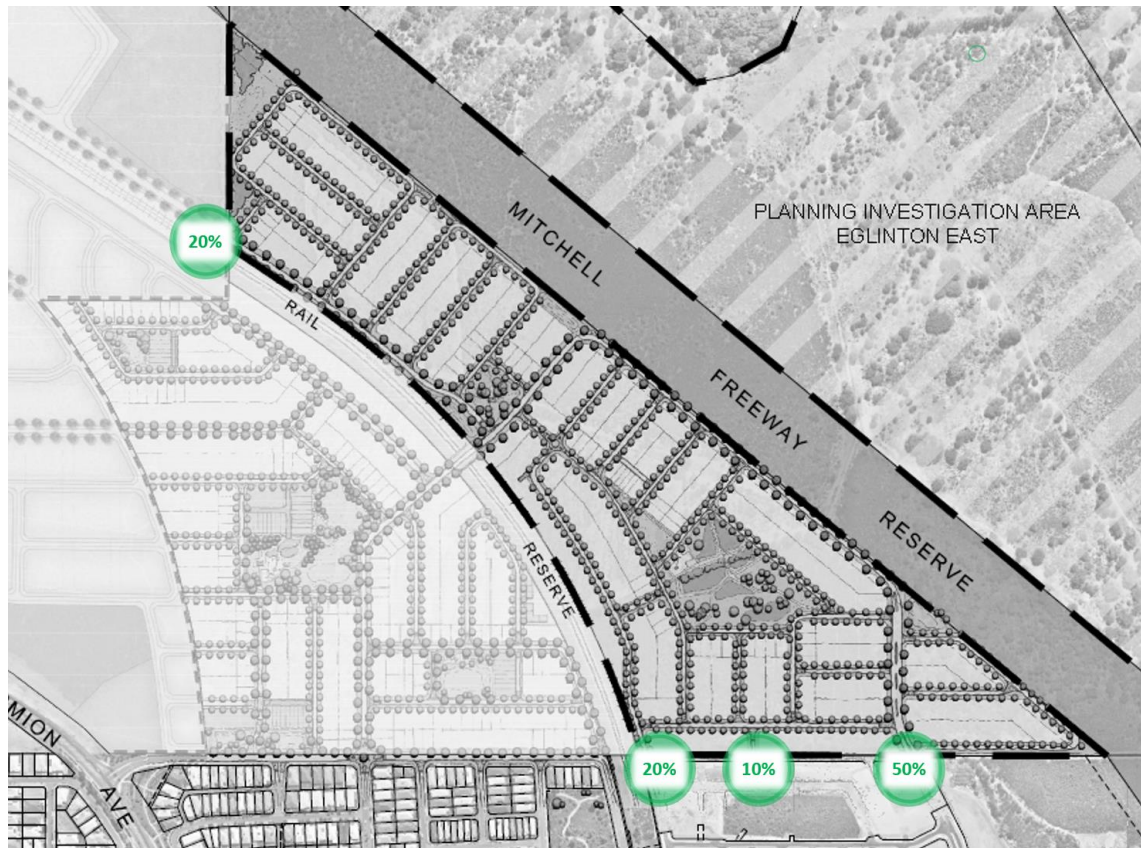 PLANNING INVESTIGATION AREA
EGLINTON EAST
MITCHELL
FREEWAY
RESERVE
20%
RAIL
RESERVE
MION
AVE
20%
10%
50%